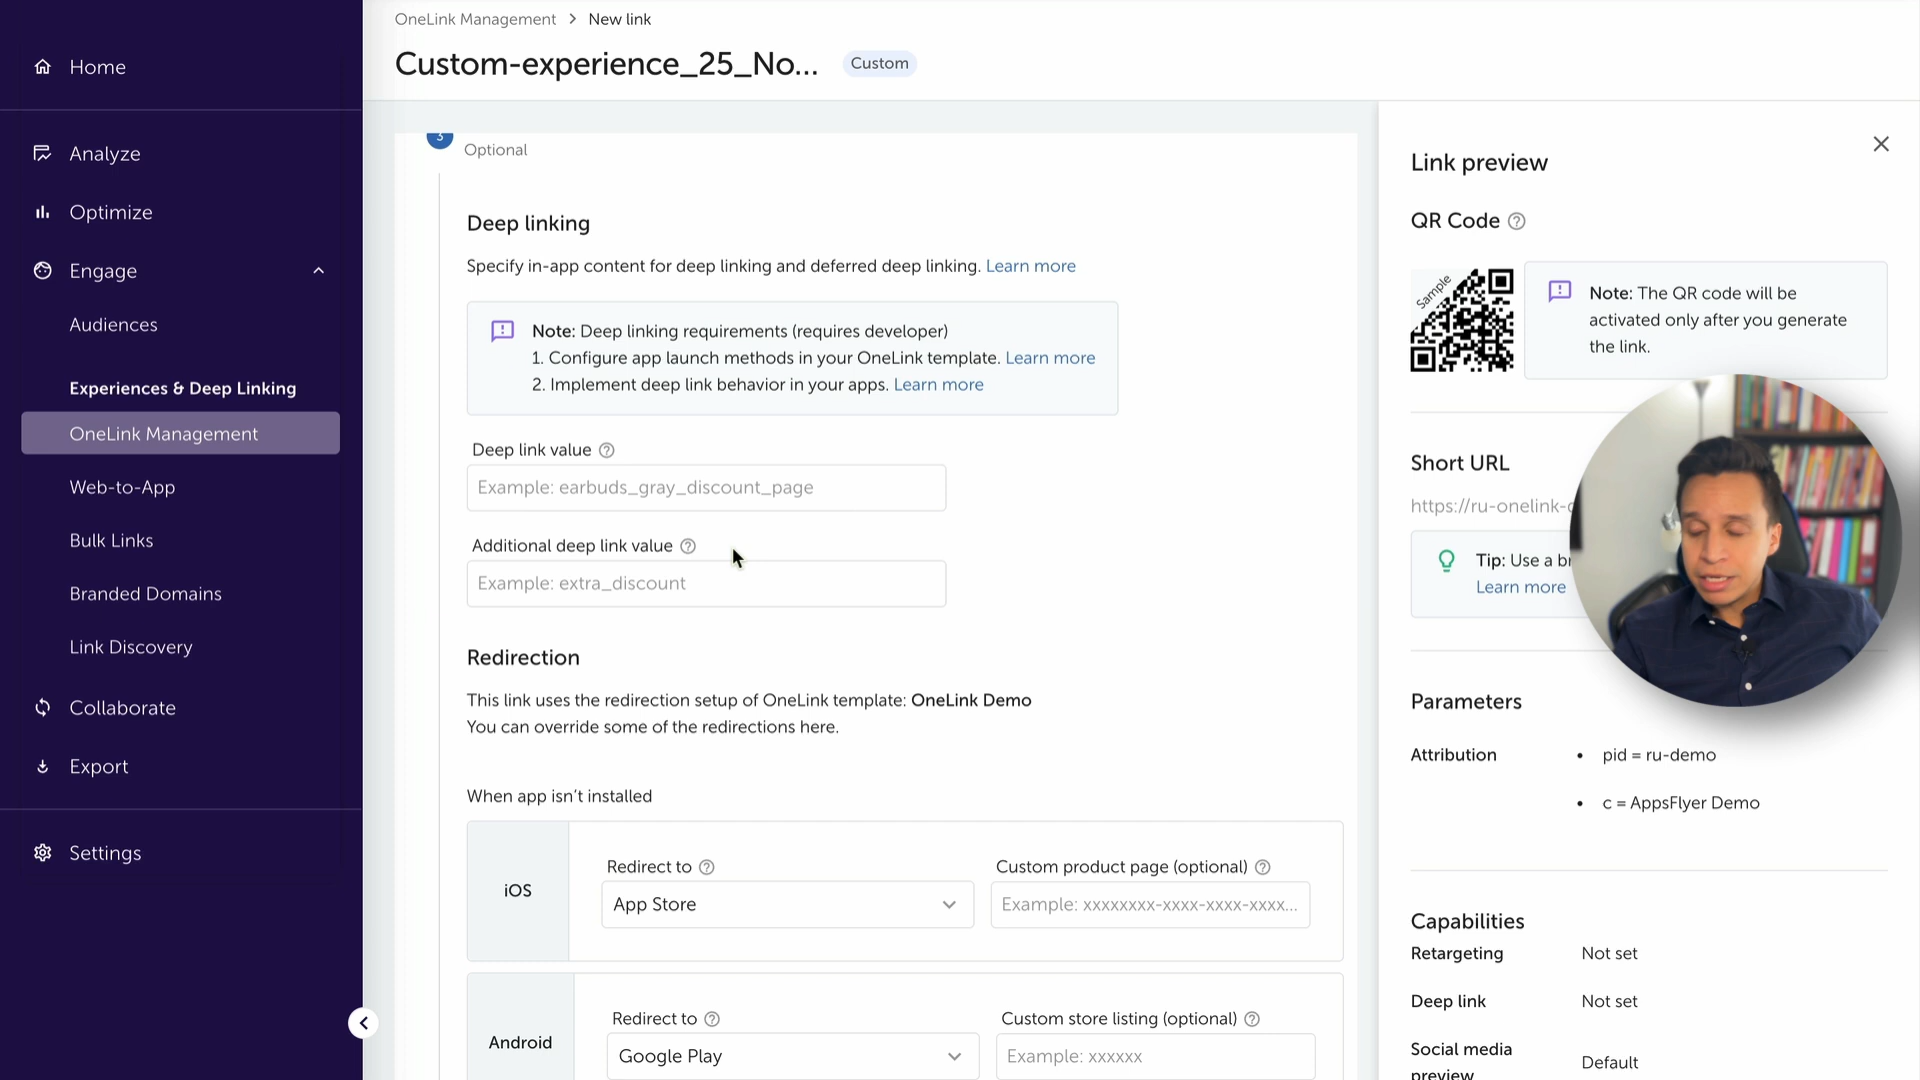 OneLink Management > New link
Custom-experience_25_No...
Custom
Home
Analyze
Optimize
Engage
Audiences
Experiences & Deep Linking
OneLink Management
Web-to-App
Bulk Links
Branded Domains
Link Discovery
Collaborate
Export
Settings
3
Optional
Deep linking
Specify in-app content for deep linking and deferred deep linking. Learn more
Note: Deep linking requirements (requires developer)
1. Configure app launch methods in your OneLink template. Learn more
2. Implement deep link behavior in your apps. Learn more
Deep link value
Example: earbuds_gray_discount_page
Additional deep link value
Example: extra_discount
Redirection
This link uses the redirection setup of OneLink template: OneLink Demo
You can override some of the redirections here.
When app isn't installed
iOS
Redirect to
App Store
Custom product page (optional)
Example: xxxxxxxx-xxxx-xxxx-xxxx...
Android
Redirect to
Google Play
Custom store listing (optional)
Example: xxxxxx
Link preview
QR Code
Sample
Note: The QR code will be
activated only after you generate
the link.
Short URL
https://ru-onelink-
Tip: Use a
Learn more
Parameters
Attribution
• pid = ru-demo
• c = AppsFlyer Demo
Capabilities
Retargeting Not set
Deep link Not set
Social media
preview
Default